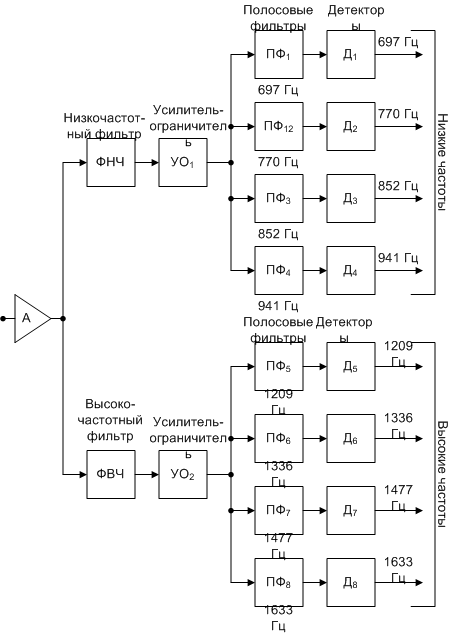 Полосовые
фильтры
Детектор
ы
ПФ1
Д1
697 Гц
697 Гц
Низкочастот-
ный фильтр
Усилитель-
ограничител
ь
ФНЧ
УО1
ПФ12
Д2
770 Гц
770 Гц
ПФ3
Д3
852 Гц
852 Гц
ПФ4
Д4
941 Гц
941 Гц
Низкие частоты
А
Полосовые
фильтры
Детектор
ы
ПФ5
Д5
1209
Гц
1209
Гц
Высоко-
частотный
фильтр
Усилитель-
ограничител
ь
ФВЧ
УО2
ПФ6
Д6
1336
Гц
1336
Гц
ПФ7
Д7
1477
Гц
1477
Гц
ПФ8
Д8
1633
Гц
1633
Гц
Высокие частоты